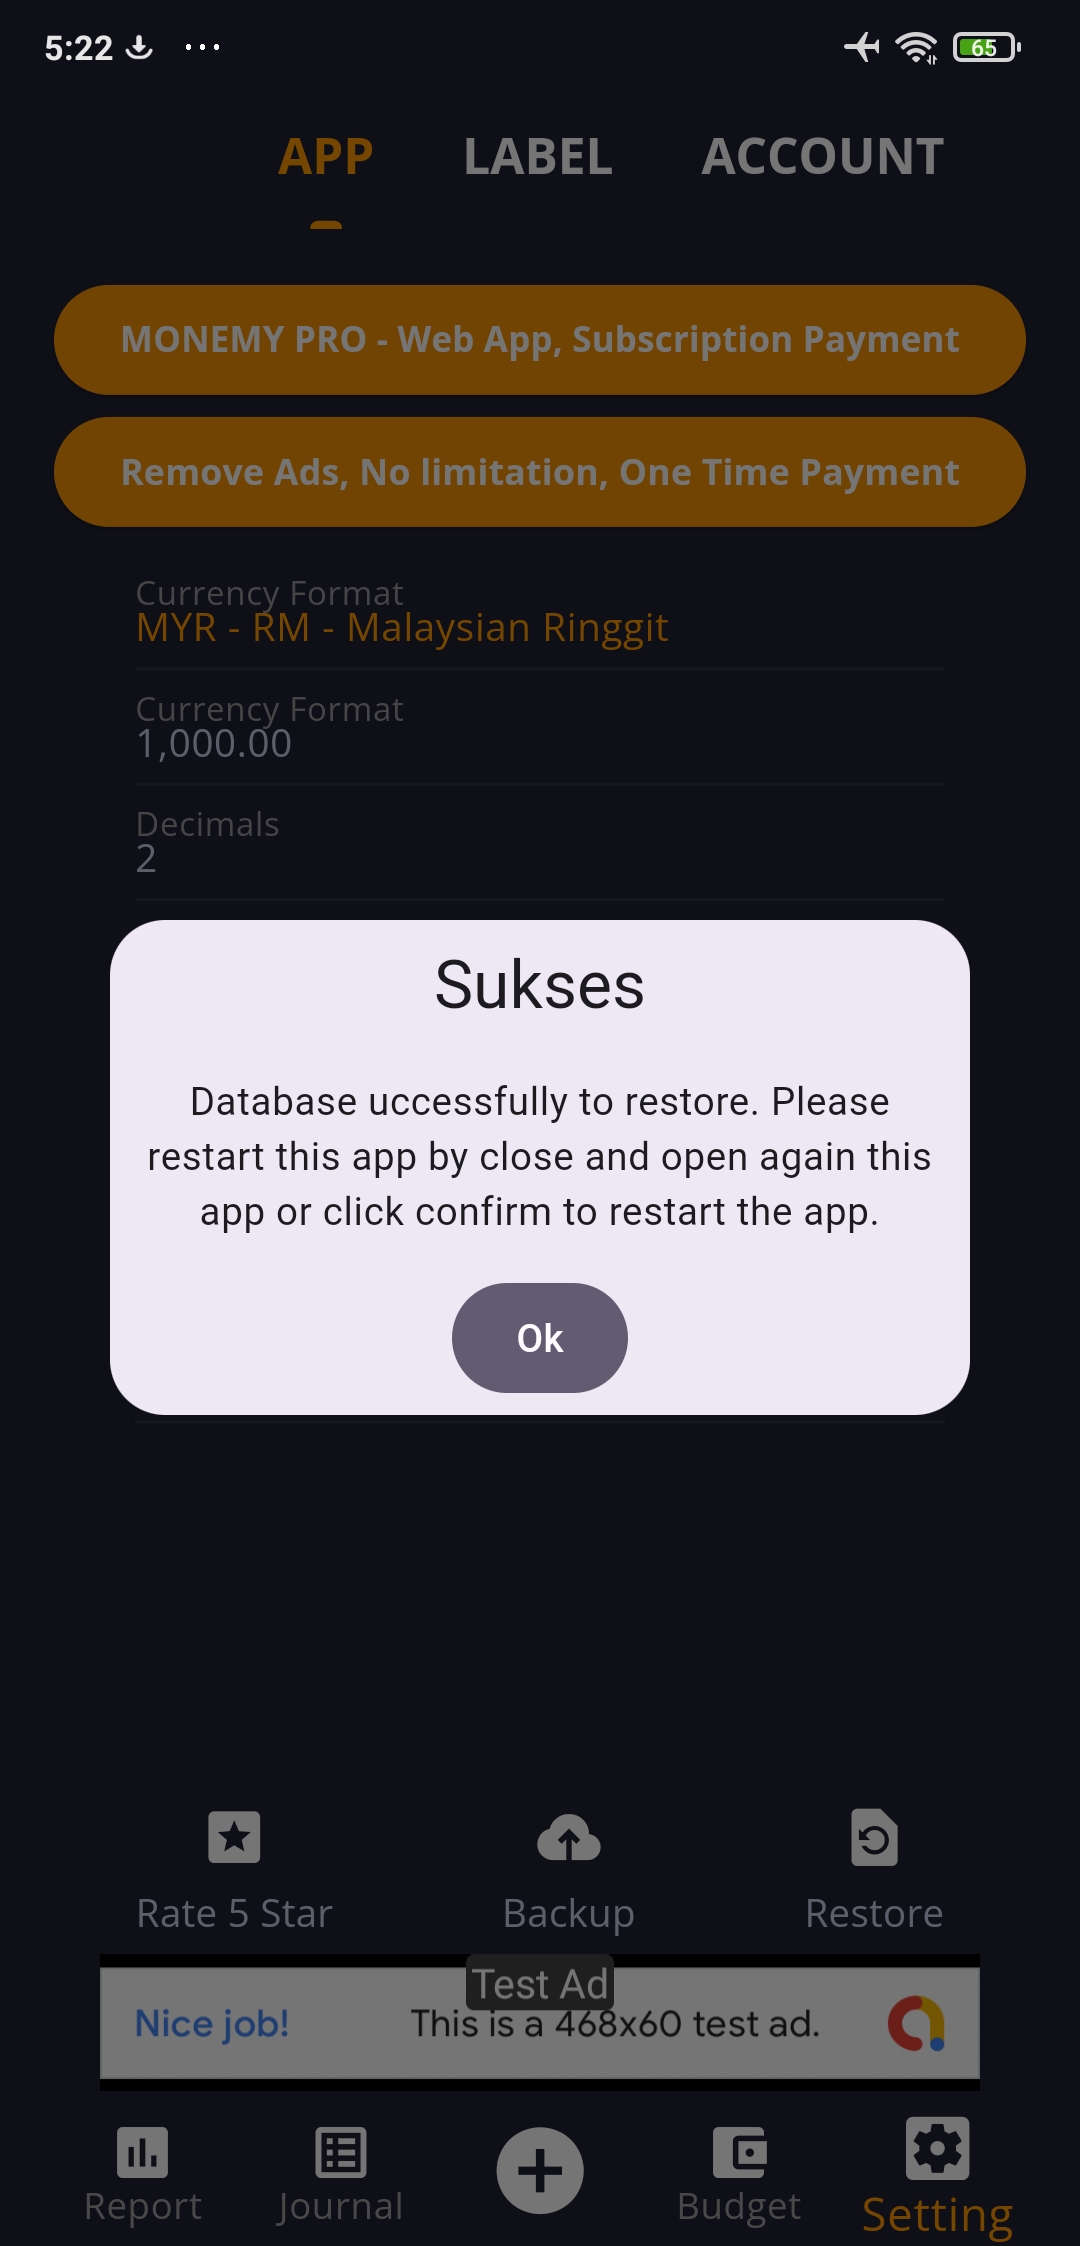 5:22
65
APP LABEL ACCOUNT
MONEMY PRO - Web App, Subscription Payment
Remove Ads, No limitation, One Time Payment
Currency Format
MYR - RM - Malaysian Ringgit
Currency Format
1,000.00
Decimals
2
Sukses
Database uccessfully to restore. Please
restart this app by close and open again this
app or click confirm to restart the app.
Ok
Rate 5 Star Backup Restore
Test Ad
Nice job! This is a 468x60 test ad.
Report Journal Budget Setting